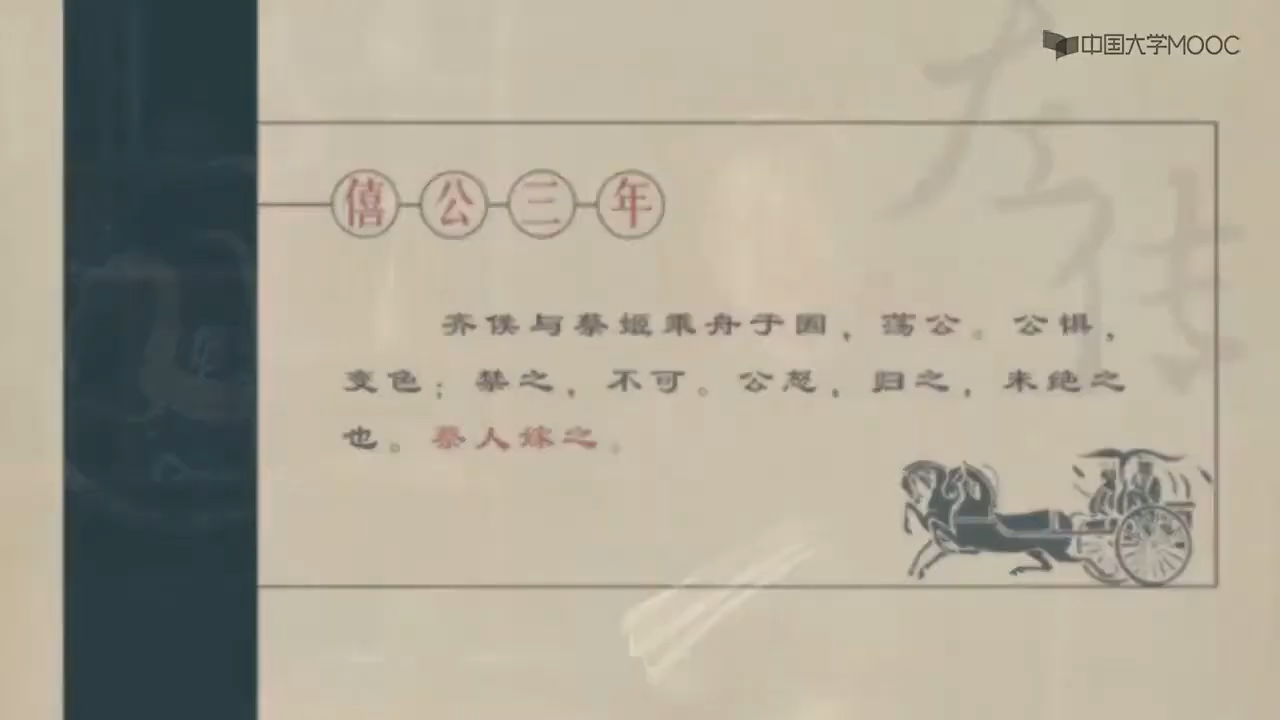 中国大学MOOC
左传
僖公三年
齐侯与蔡姬乘舟于囿，荡公。公惧，
变色；禁之，不可。公怒，归之，未绝之
也。蔡人嫁之。